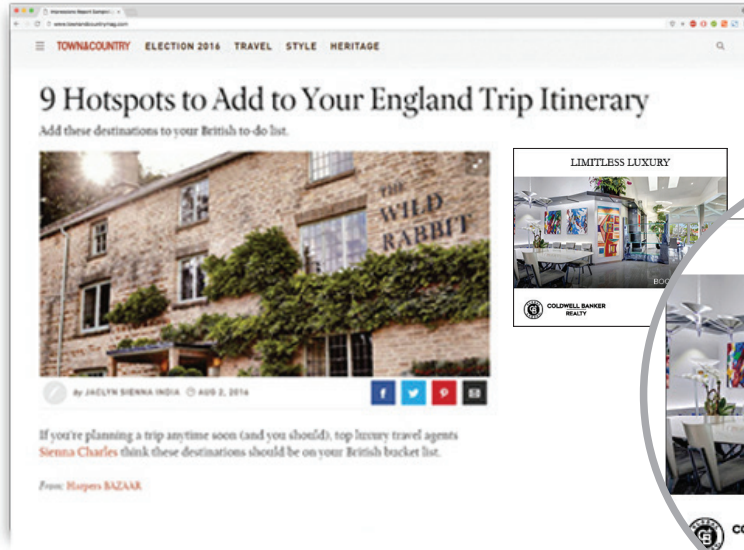 www.townandcountrymag.com
TOWN&COUNTRY ELECTION 2016 TRAVEL STYLE HERITAGE
9 Hotspots to Add to Your England Trip Itinerary
Add these destinations to your British to-do list.
THE
WILD
RABBIT
By JACLYN SIENNA INDIA AUG 2, 2016
If you're planning a trip anytime soon (and you should), top luxury travel agents
Sienna Charles think these destinations should be on your British bucket list.
From: Harpers BAZAAR
LIMITLESS LUXURY
COLDWELL BANKER
REALTY